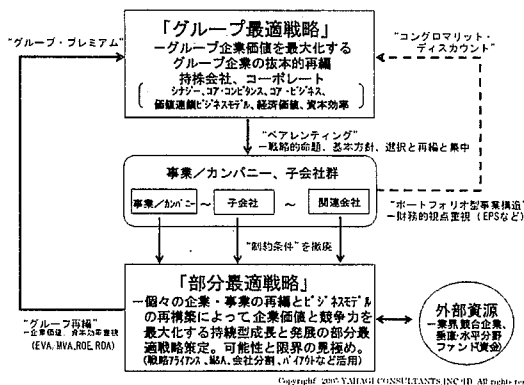 "グループ・プレミアム"
「グループ最適戦略」
－グループ企業価値を最大化する
グループ企業の抜本的再編
持株会社、コーポレート
シナジー、コア・コンピタンス、コア・ビジネス、
価値連鎖ビジネスモデル、経済価値、資本効率
"コングロマリット・
ディスカウント"
"ペアレンティング"
－戦略的命題、基本方針、選択と再編と集中
事業／カンパニー、子会社群
事業／カンパニー ～ 子会社 ～ 関連会社
"ポートフォリオ型事業構造"
－財務的視点重視（EPSなど）
"制約条件"を撤廃
「部分最適戦略」
－個々の企業・事業の再編とビジネスモデル
の再構築によって企業価値と競争力を
最大化する持続型成長と発展の部分最
適戦略策定。可能性と限界の見極め。
（戦略アライアンス、M&A、会社分割、バイアウトなど活用）
"グループ再編"
－企業価値、資本効率重視
(EVA, MVA, ROE, ROA)
外部資源
－業界競合企業、
垂直・水平分野
ファンド資金）
Copyright 2005 YAHAGI CONSULTANTS, INC All rights